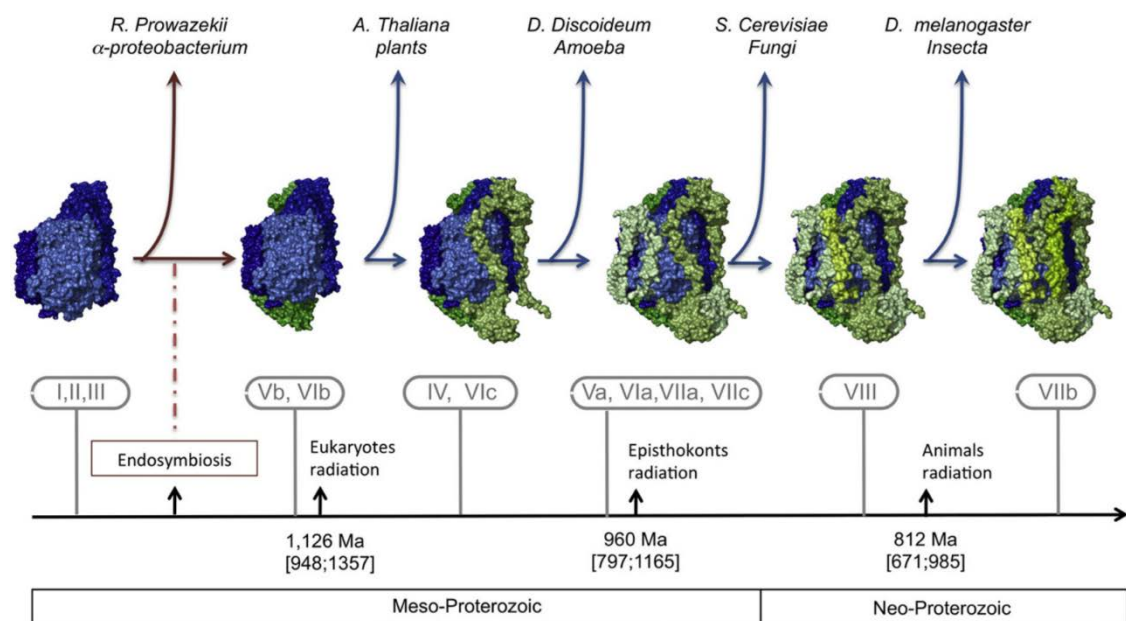 R. Prowazekii
α-proteobacterium
A. Thaliana
plants
D. Discoideum
Amoeba
S. Cerevisiae
Fungi
D. melanogaster
Insecta
I,II,III
Vb, VIb
IV, VIc
Va, VIa,VIIa, VIIc
VIII
VIIb
Endosymbiosis
Eukaryotes
radiation
Episthokonts
radiation
Animals
radiation
1,126 Ma
[948;1357]
960 Ma
[797;1165]
812 Ma
[671;985]
Meso-Proterozoic
Neo-Proterozoic